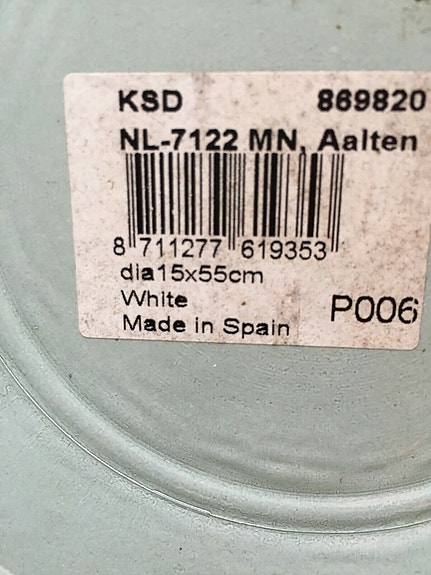 KSD 869820
NL-7122 MN, Aalten
8 711277 619353
dia15x55cm
White
P006
Made in Spain